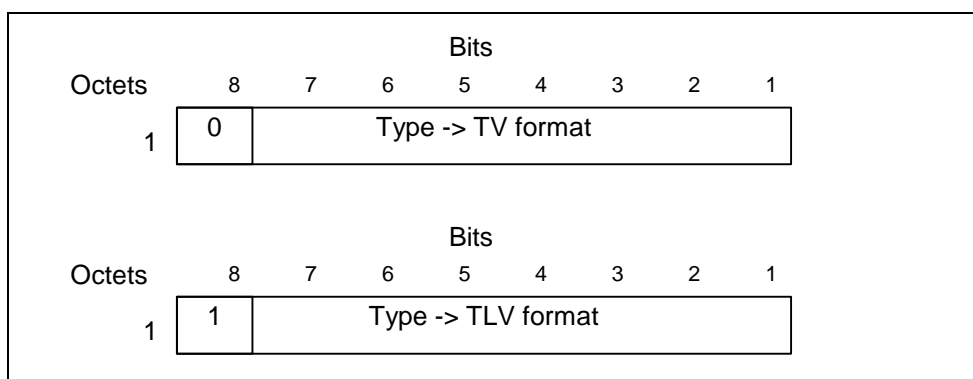 Bits
Octets 8 7 6 5 4 3 2 1
1 0 Type -> TV format
Bits
Octets 8 7 6 5 4 3 2 1
1 1 Type -> TLV format